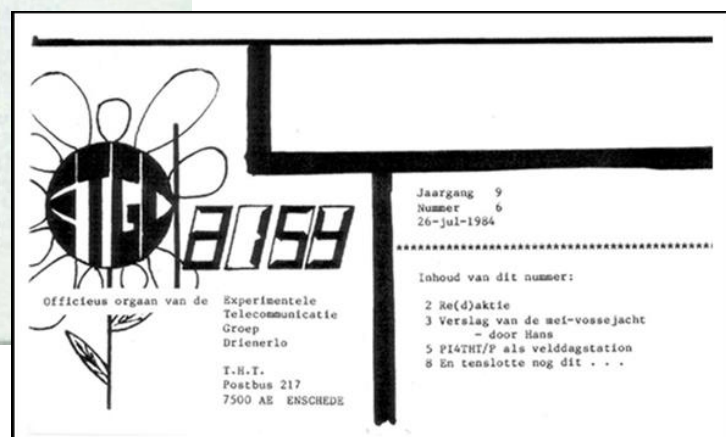 ETGD AISY
Officieus orgaan van de Experimentele
Telecommunicatie
Groep
Drienerlo
T.H.T.
Postbus 217
7500 AE ENSCHEDE
Jaargang 9
Nummer 6
26-jul-1984
*******************************************
Inhoud van dit nummer:
2 Re(d)aktie
3 Verslag van de mei-vossejacht
- door Hans
5 PI4THT/P als velddagstation
8 En tenslotte nog dit . . .